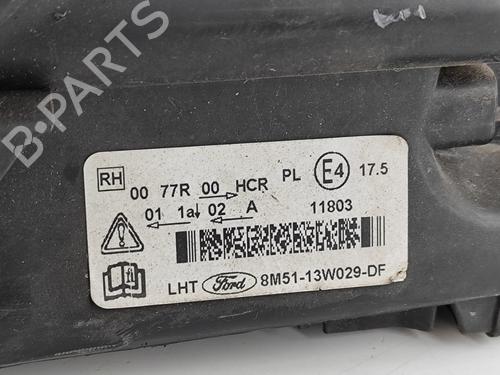 B-PARTS
RH 00 77R 00 HCR PL E4 17.5
01 1a 02 A 11803
LHT Ford 8M51-13W029-DF